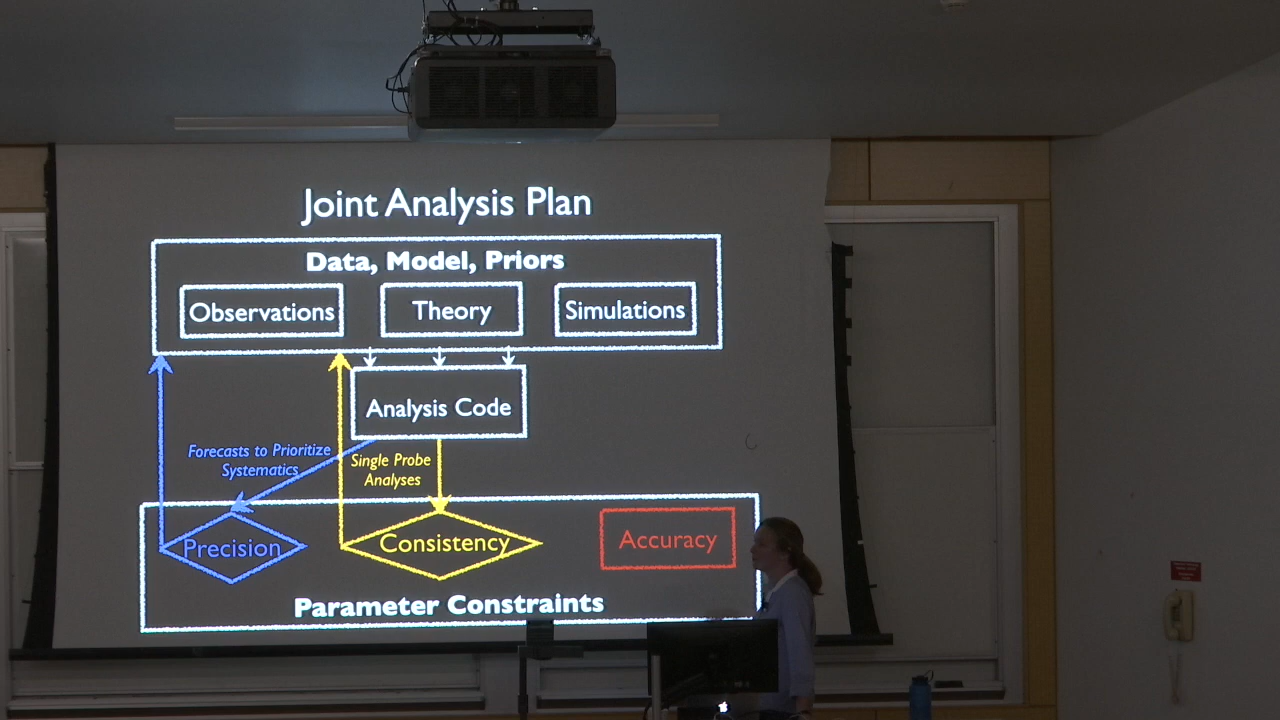 Joint Analysis Plan
Data, Model, Priors
Observations
Theory
Simulations
Analysis Code
Forecasts to Prioritize
Systematics
Single Probe
Analyses
Precision
Consistency
Accuracy
Parameter Constraints